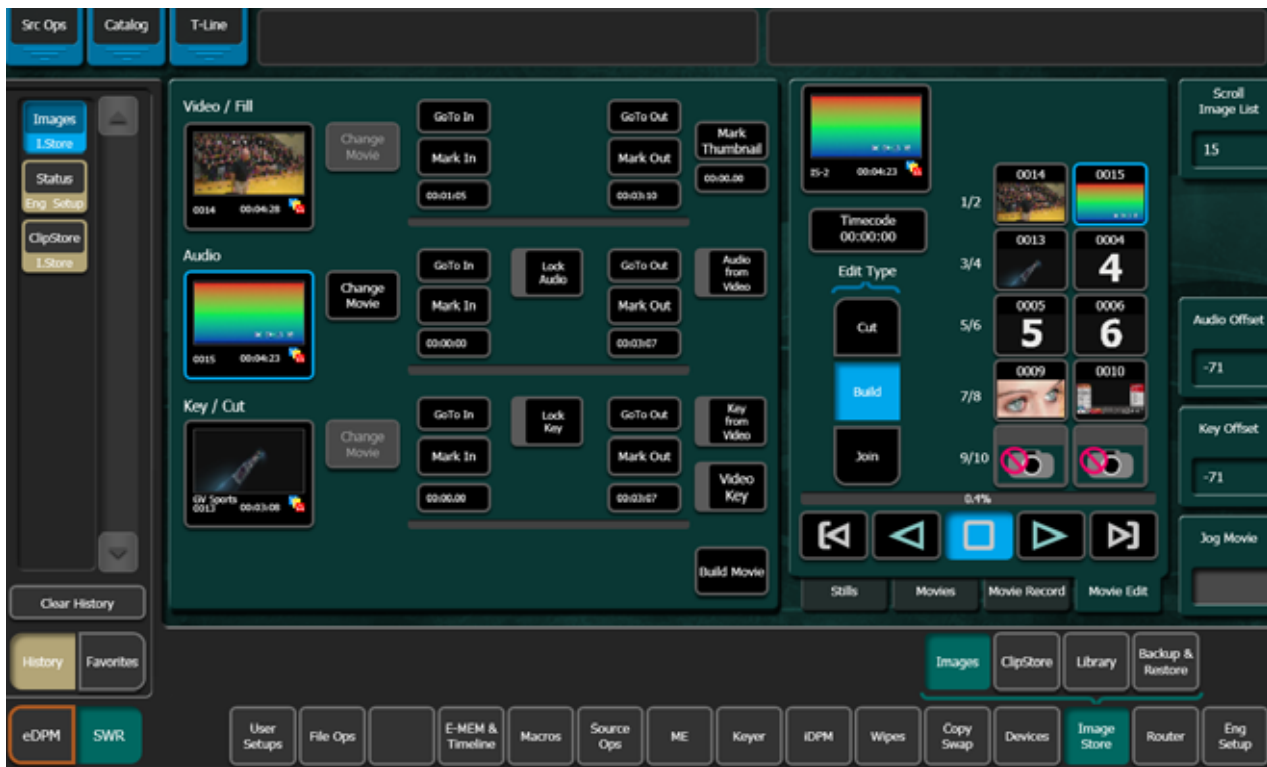 Src Ops
Catalog
T-Line
Images
I.Store
Status
Eng Setup
ClipStore
I.Store
Clear History
History
Favorites
eDPM
SWR
Video / Fill
0014 00:04:28
Change
Movie
GoTo In
Mark In
00:01:05
GoTo Out
Mark Out
00:03:10
Mark
Thumbnail
00:00.00
Audio
0015 00:04:23
Change
Movie
GoTo In
Mark In
00:00:00
Lock
Audio
GoTo Out
Mark Out
00:03:07
Audio
from
Video
Key / Cut
GV Sports
0013 00:03:08
Change
Movie
GoTo In
Mark In
00:00.00
Lock
Key
GoTo Out
Mark Out
00:03:07
Key
from
Video
Video
Key
Build Movie
IS-2 00:04:23
Timecode
00:00:00
Edit Type
Cut
Build
Join
1/2
0014
0015
3/4
0013
0004
4
5/6
0005
5
0006
6
7/8
0009
0010
9/10
0.4%
Stills
Movies
Movie Record
Movie Edit
Scroll
Image List
15
Audio Offset
-71
Key Offset
-71
Jog Movie
Images
ClipStore
Library
Backup &
Restore
User
Setups
File Ops
E-MEM &
Timeline
Macros
Source
Ops
ME
Keyer
iDPM
Wipes
Copy
Swap
Devices
Image
Store
Router
Eng
Setup